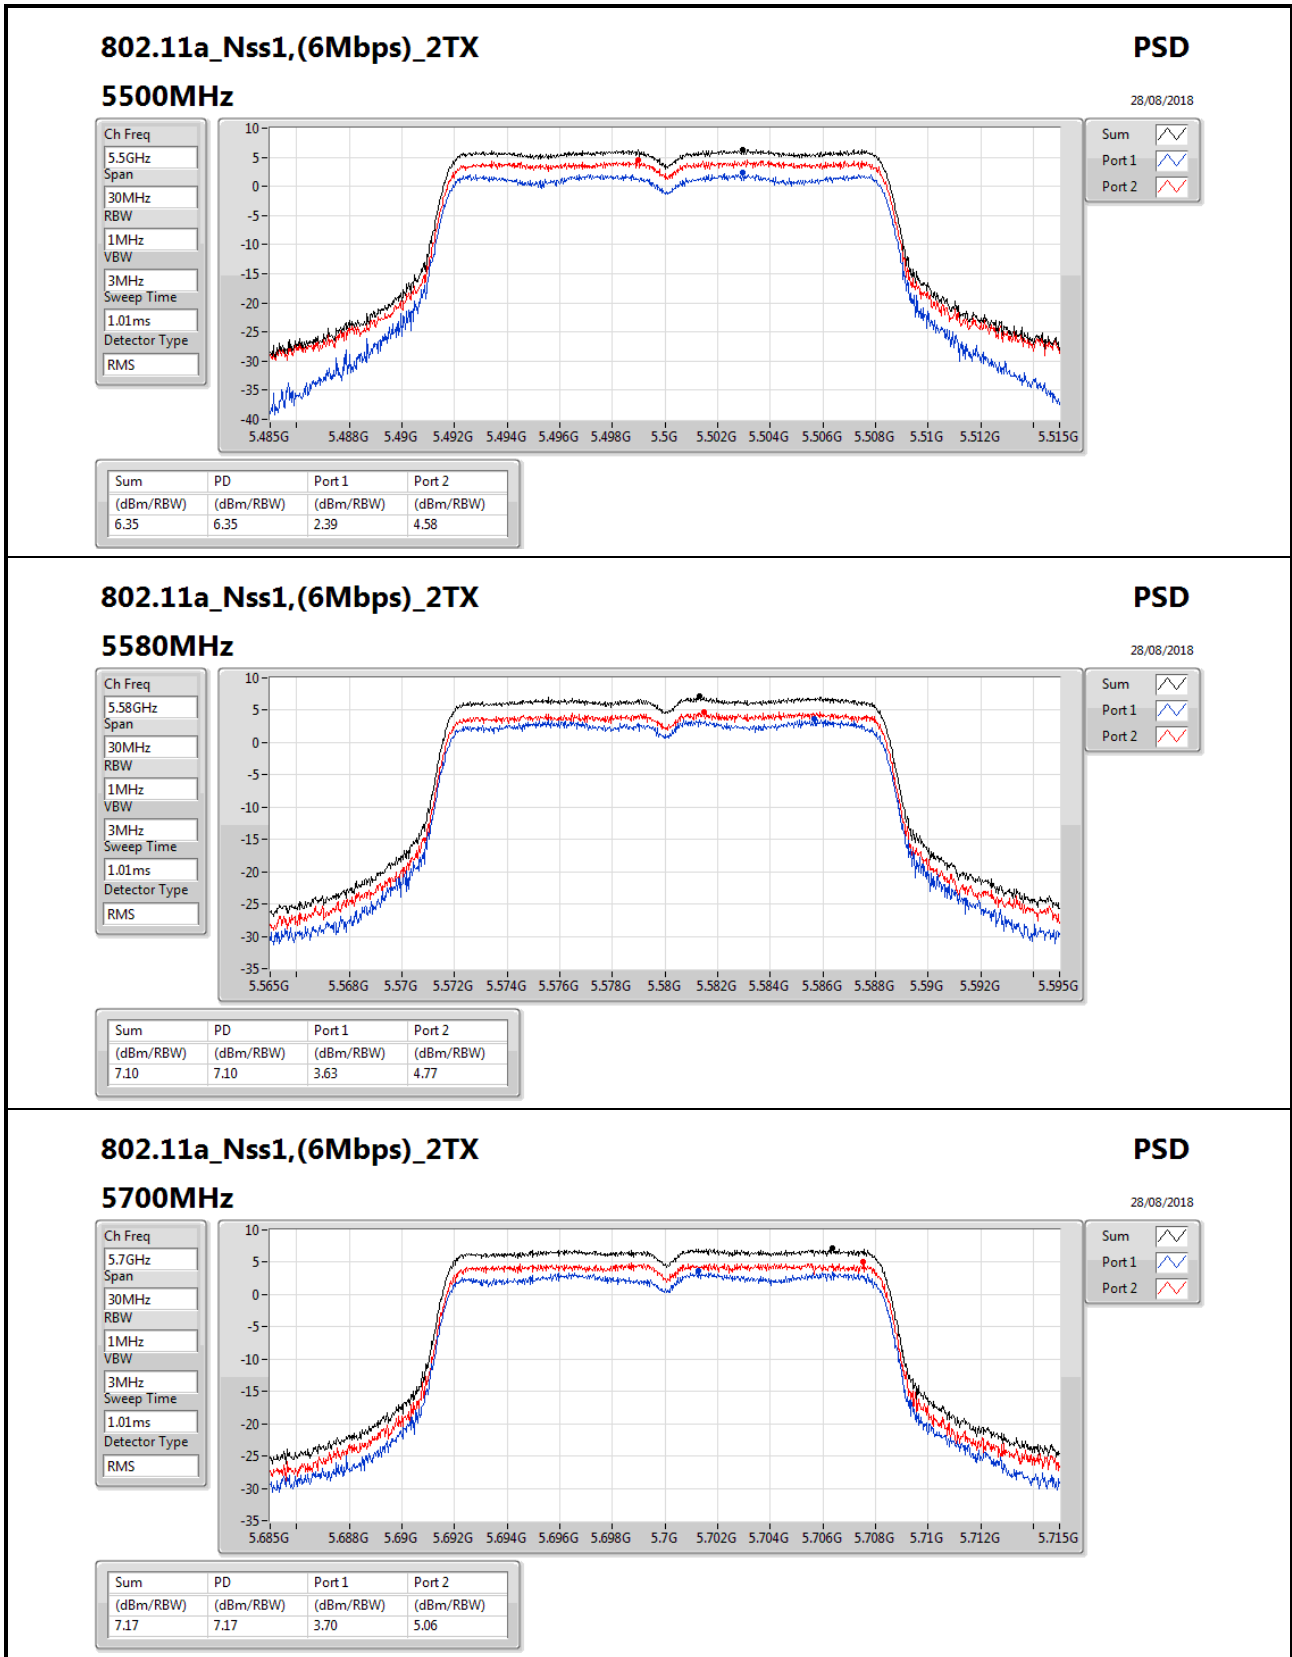 802.11a_Nss1,(6Mbps)_2TX PSD
5500MHz 28/08/2018
Ch Freq
5.5GHz
Span
30MHz
RBW
1MHz
VBW
3MHz
Sweep Time
1.01ms
Detector Type
RMS
10
5
0
-5
-10
-15
-20
-25
-30
-35
-40
5.485G 5.488G 5.49G 5.492G 5.494G 5.496G 5.498G 5.5G 5.502G 5.504G 5.506G 5.508G 5.51G 5.512G 5.515G
Sum
Port 1
Port 2
Sum PD Port 1 Port 2
(dBm/RBW) (dBm/RBW) (dBm/RBW) (dBm/RBW)
6.35 6.35 2.39 4.58
802.11a_Nss1,(6Mbps)_2TX PSD
5580MHz 28/08/2018
Ch Freq
5.58GHz
Span
30MHz
RBW
1MHz
VBW
3MHz
Sweep Time
1.01ms
Detector Type
RMS
10
5
0
-5
-10
-15
-20
-25
-30
-35
5.565G 5.568G 5.57G 5.572G 5.574G 5.576G 5.578G 5.58G 5.582G 5.584G 5.586G 5.588G 5.59G 5.592G 5.595G
Sum
Port 1
Port 2
Sum PD Port 1 Port 2
(dBm/RBW) (dBm/RBW) (dBm/RBW) (dBm/RBW)
7.10 7.10 3.63 4.77
802.11a_Nss1,(6Mbps)_2TX PSD
5700MHz 28/08/2018
Ch Freq
5.7GHz
Span
30MHz
RBW
1MHz
VBW
3MHz
Sweep Time
1.01ms
Detector Type
RMS
10
5
0
-5
-10
-15
-20
-25
-30
-35
5.685G 5.688G 5.69G 5.692G 5.694G 5.696G 5.698G 5.7G 5.702G 5.704G 5.706G 5.708G 5.71G 5.712G 5.715G
Sum
Port 1
Port 2
Sum PD Port 1 Port 2
(dBm/RBW) (dBm/RBW) (dBm/RBW) (dBm/RBW)
7.17 7.17 3.70 5.06